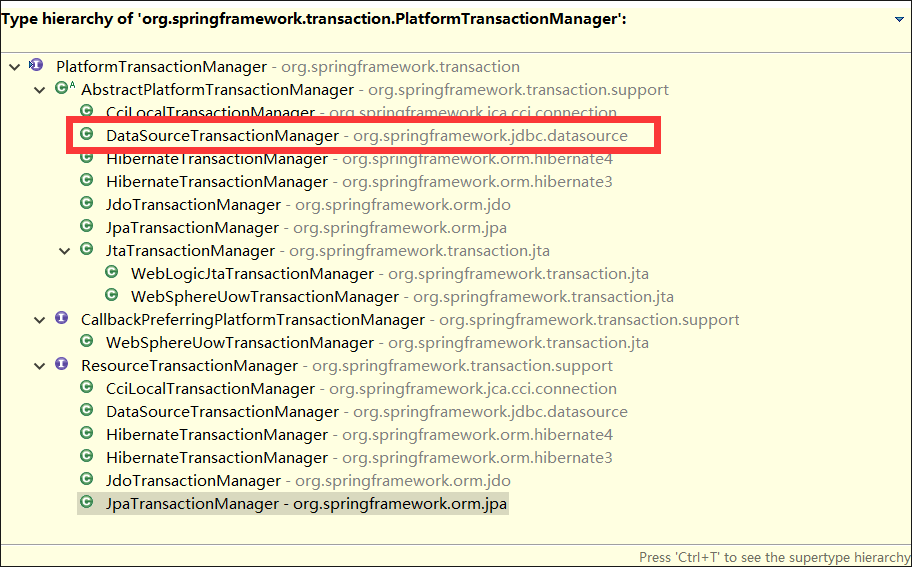 Type hierarchy of 'org.springframework.transaction.PlatformTransactionManager':
PlatformTransactionManager - org.springframework.transaction
AbstractPlatformTransactionManager - org.springframework.transaction.support
CciLocalTransactionManager - org.springframework.jca.cci.connection
DataSourceTransactionManager - org.springframework.jdbc.datasource
HibernateTransactionManager - org.springframework.orm.hibernate4
HibernateTransactionManager - org.springframework.orm.hibernate3
JdoTransactionManager - org.springframework.orm.jdo
JpaTransactionManager - org.springframework.orm.jpa
JtaTransactionManager - org.springframework.transaction.jta
WebLogicJtaTransactionManager - org.springframework.transaction.jta
WebSphereUowTransactionManager - org.springframework.transaction.jta
CallbackPreferringPlatformTransactionManager - org.springframework.transaction.support
WebSphereUowTransactionManager - org.springframework.transaction.jta
ResourceTransactionManager - org.springframework.transaction.support
CciLocalTransactionManager - org.springframework.jca.cci.connection
DataSourceTransactionManager - org.springframework.jdbc.datasource
HibernateTransactionManager - org.springframework.orm.hibernate4
HibernateTransactionManager - org.springframework.orm.hibernate3
JdoTransactionManager - org.springframework.orm.jdo
JpaTransactionManager - org.springframework.orm.jpa
Press 'Ctrl+T' to see the supertype hierarchy